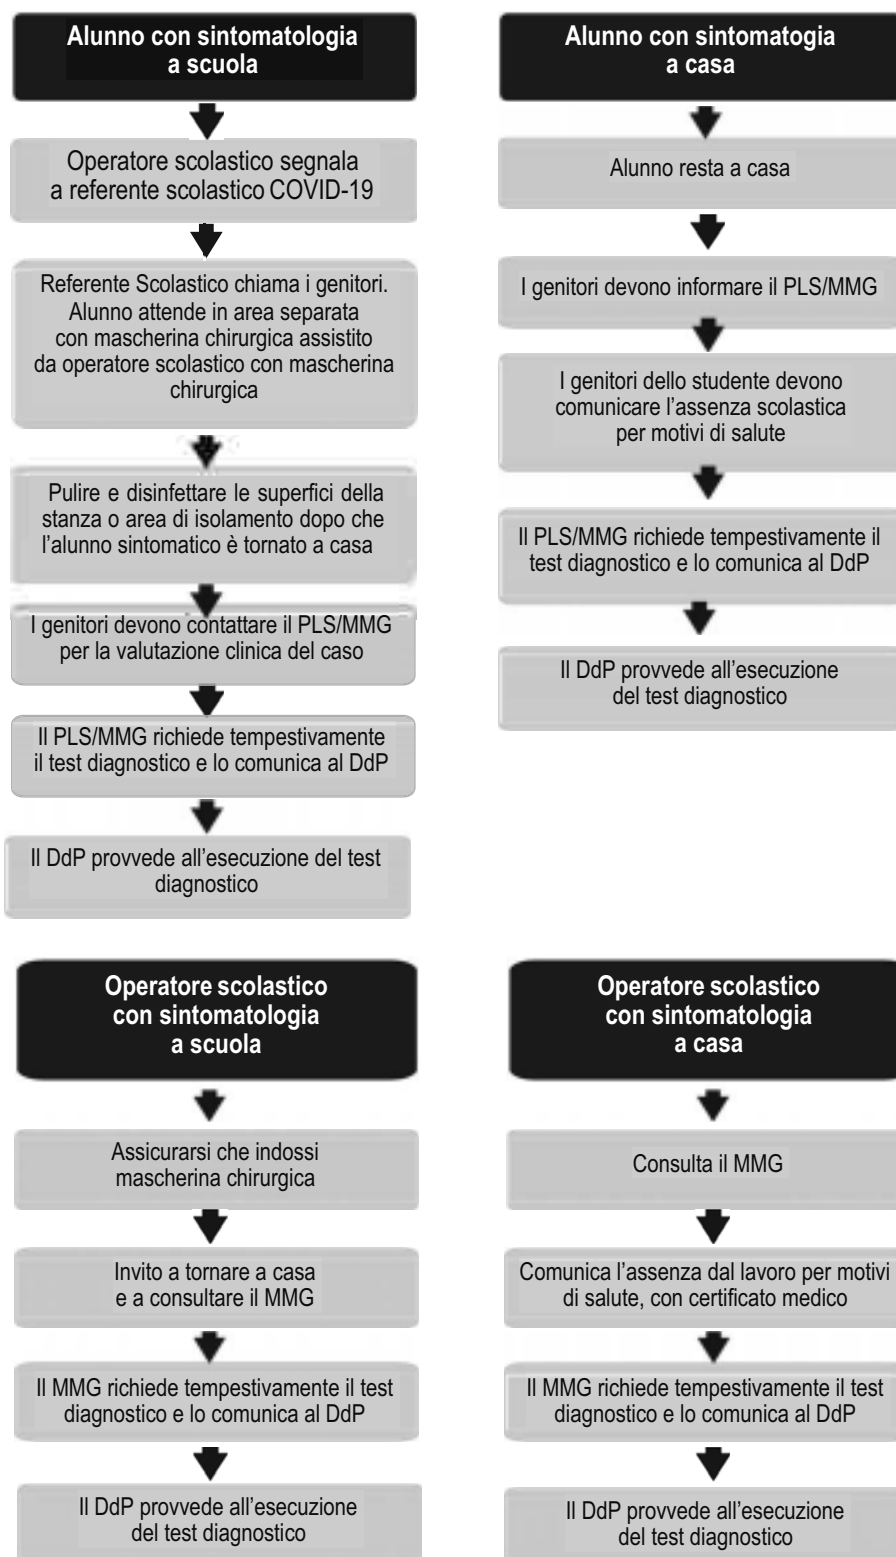 Alunno con sintomatologia
a scuola
Operatore scolastico segnala
a referente scolastico COVID-19
Referente Scolastico chiama i genitori.
Alunno attende in area separata
con mascherina chirurgica assistito
da operatore scolastico con mascherina
chirurgica
Pulire e disinfettare le superfici della
stanza o area di isolamento dopo che
l'alunno sintomatico è tornato a casa
I genitori devono contattare il PLS/MMG
per la valutazione clinica del caso
Il PLS/MMG richiede tempestivamente
il test diagnostico e lo comunica al DdP
Il DdP provvede all'esecuzione del test
diagnostico
Alunno con sintomatogia
a casa
Alunno resta a casa
I genitori devono informare il PLS/MMG
I genitori dello studente devono
comunicare l'assenza scolastica
per motivi di salute
Il PLS/MMG richiede tempestivamente il
test diagnostico e lo comunica al DdP
Il DdP provvede all'esecuzione
del test diagnostico
Operatore scolastico
con sintomatologia
a scuola
Assicurarsi che indossi
mascherina chirurgica
Invito a tornare a casa
e a consultare il MMG
Il MMG richiede tempestivamente il test
diagnostico e lo comunica al DdP
Il DdP provvede all'esecuzione
del test diagnostico
Operatore scolastico
con sintomatologia
a casa
Consulta il MMG
Comunica l'assenza dal lavoro per motivi
di salute, con certificato medico
Il MMG richiede tempestivamente il test
diagnostico e lo comunica al DdP
Il DdP provvede all'esecuzione
del test diagnostico